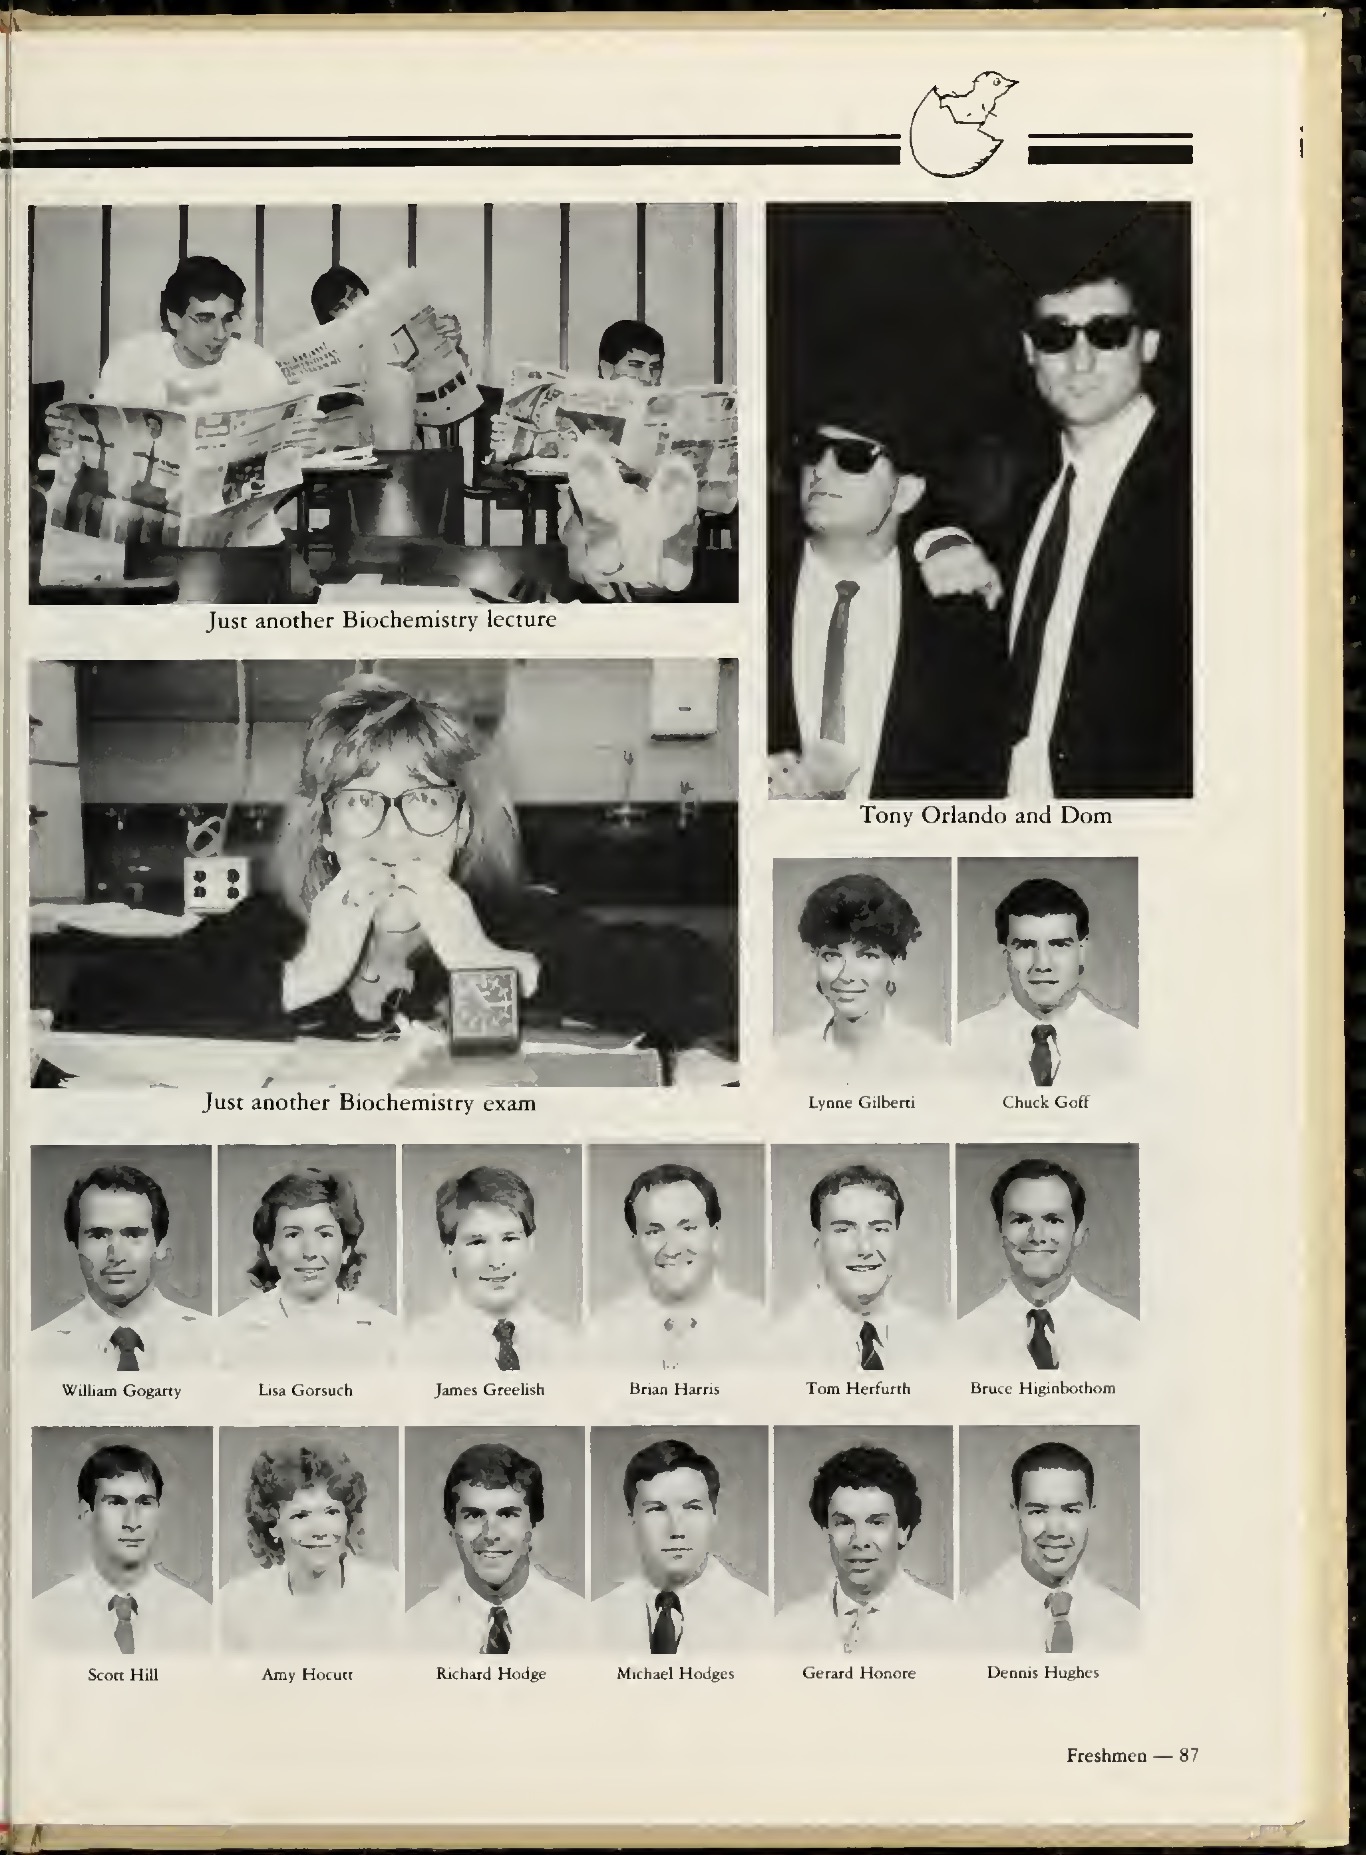 Just another Biochemistry lecture
Tony Orlando and Dom
Just another Biochemistry exam
Lynne Gilberti
Chuck Goff
William Gogarty
Lisa Gorsuch
James Greelish
Brian Harris
Tom Herfurth
Bruce Higinbothom
Scott Hill
Amy Hocutt
Richard Hodge
Michael Hodges
Gerard Honore
Dennis Hughes
Freshmen — 87